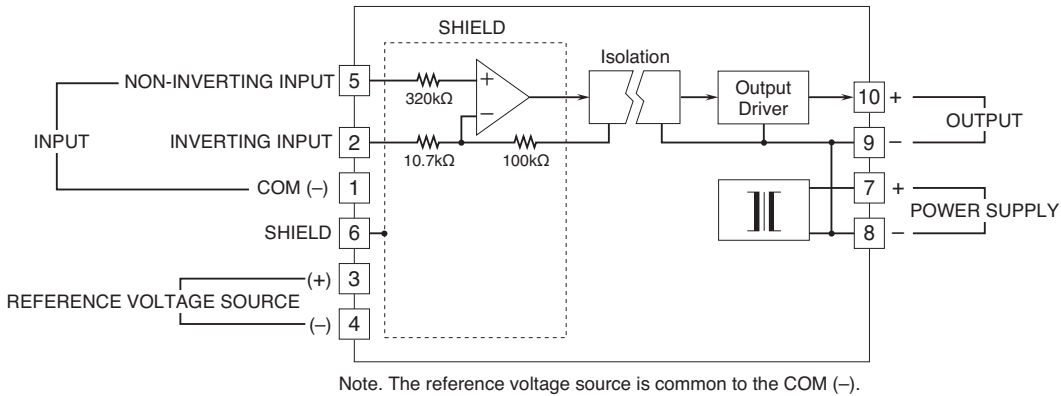 SHIELD
Isolation
NON-INVERTING INPUT 5
320kΩ
+
−
Output
Driver
10 +
OUTPUT
INPUT
INVERTING INPUT 2
10.7kΩ
100kΩ
9 −
COM (–) 1
7 +
POWER SUPPLY
SHIELD 6
8 −
(+) 3
REFERENCE VOLTAGE SOURCE
(–) 4
Note. The reference voltage source is common to the COM (–).